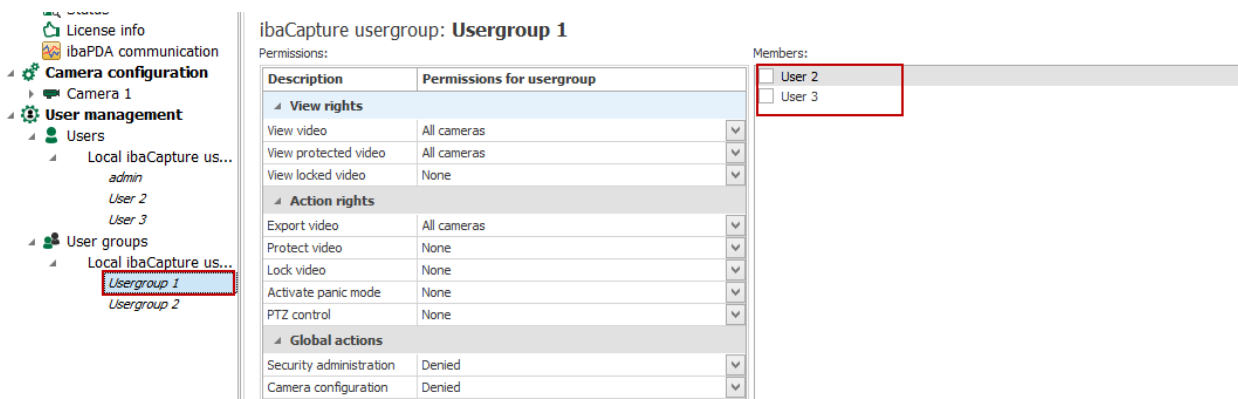 License info
ibaPDA communication
Camera configuration
Camera 1
User management
Users
Local ibaCapture us...
admin
User 2
User 3
User groups
Local ibaCapture us...
Usergroup 1
Usergroup 2
ibaCapture usergroup: Usergroup 1
Permissions:
Description Permissions for usergroup
View rights
View video All cameras
View protected video All cameras
View locked video None
Action rights
Export video All cameras
Protect video None
Lock video None
Activate panic mode None
PTZ control None
Global actions
Security administration Denied
Camera configuration Denied
Members:
User 2
User 3